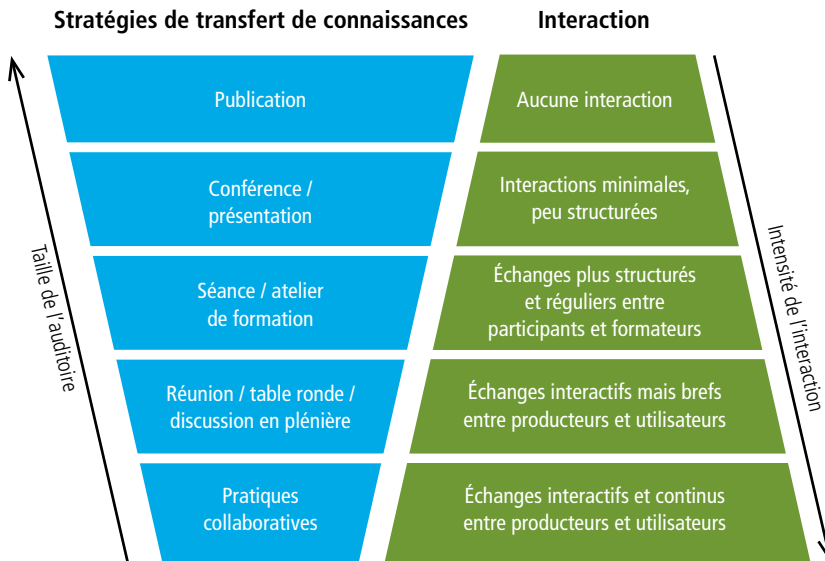 Stratégies de transfert de connaissances
Interaction
Publication
Aucune interaction
Conférence /
présentation
Interactions minimales,
peu structurées
Séance / atelier
de formation
Échanges plus structurés
et réguliers entre
participants et formateurs
Réunion / table ronde /
discussion en plénière
Échanges interactifs mais brefs
entre producteurs et utilisateurs
Pratiques
collaboratives
Échanges interactifs et continus
entre producteurs et utilisateurs
Taille de l'auditoire
Intensité de l'interaction